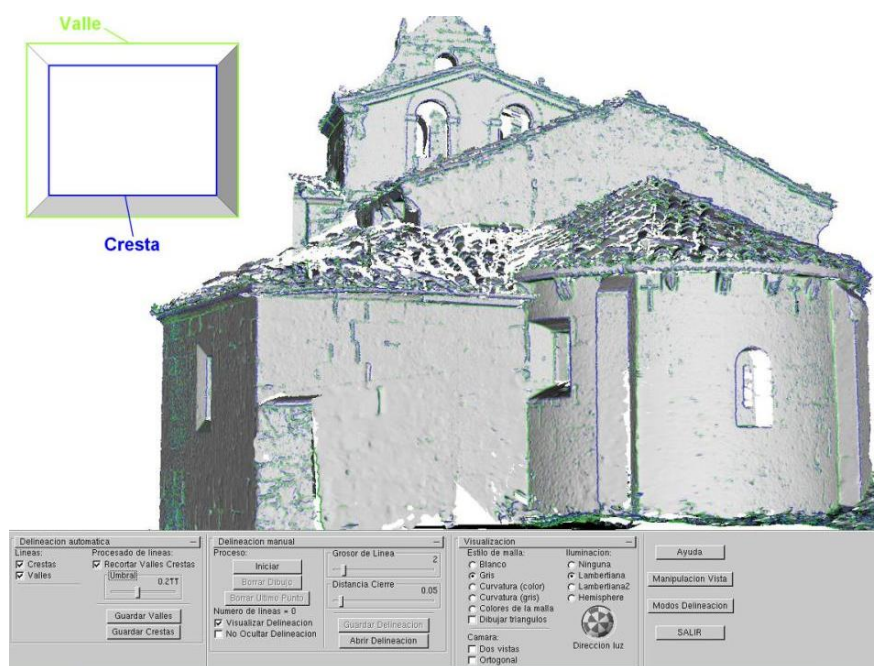 Valle
Cresta
Delineacion automatica
Lineas:
Crestas
Valles
Procesado de lineas:
Recortar Valles Crestas
Umbral
0.2TT
Guardar Valles
Guardar Crestas
Delineacion manual
Proceso:
Iniciar
Borrar Dibujo
Borrar Ultimo Punto
Numero de lineas = 0
Visualizar Delineacion
No Ocultar Delineacion
Grosor de Linea
2
Distancia Cierre
0.05
Guardar Delineacion
Abrir Delineacion
Visualizacion
Estilo de malla:
Blanco
Gris
Curvatura (color)
Curvatura (gris)
Colores de la malla
Dibujar triangulos
Camara:
Dos vistas
Ortogonal
Iluminacion:
Ninguna
Lambertiana
Lambertiana2
Hemisphere
Direccion luz
Ayuda
Manipulacion Vista
Modos Delineacion
SALIR